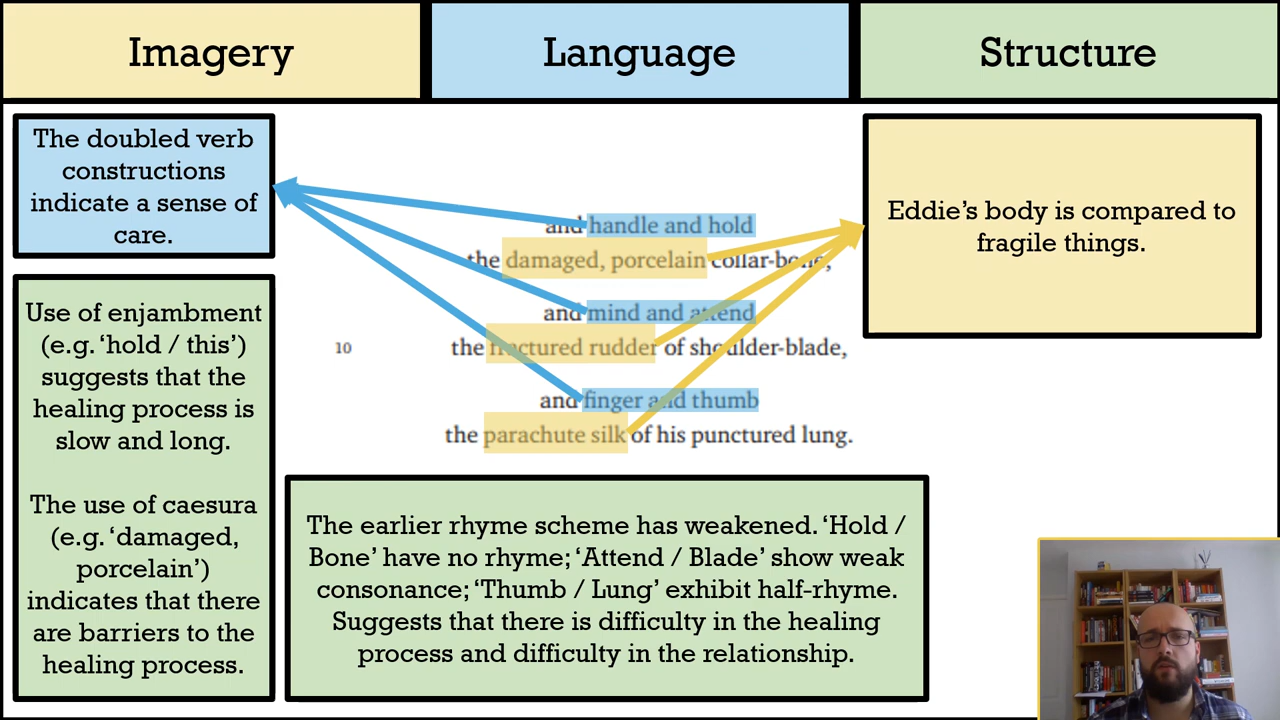 Imagery
Language
Structure
The doubled verb
constructions
indicate a sense of
care.
Use of enjambment
(e.g. ‘hold / this’)
suggests that the
healing process is
slow and long.
The use of caesura
(e.g. ‘damaged,
porcelain’)
indicates that there
are barriers to the
healing process.
and handle and hold
the damaged, porcelain collar-bone,
and mind and attend
10 the fractured rudder of shoulder-blade,
and finger and thumb
the parachute silk of his punctured lung.
The earlier rhyme scheme has weakened. ‘Hold /
Bone’ have no rhyme; ‘Attend / Blade’ show weak
consonance; ‘Thumb / Lung’ exhibit half-rhyme.
Suggests that there is difficulty in the healing
process and difficulty in the relationship.
Eddie’s body is compared to
fragile things.